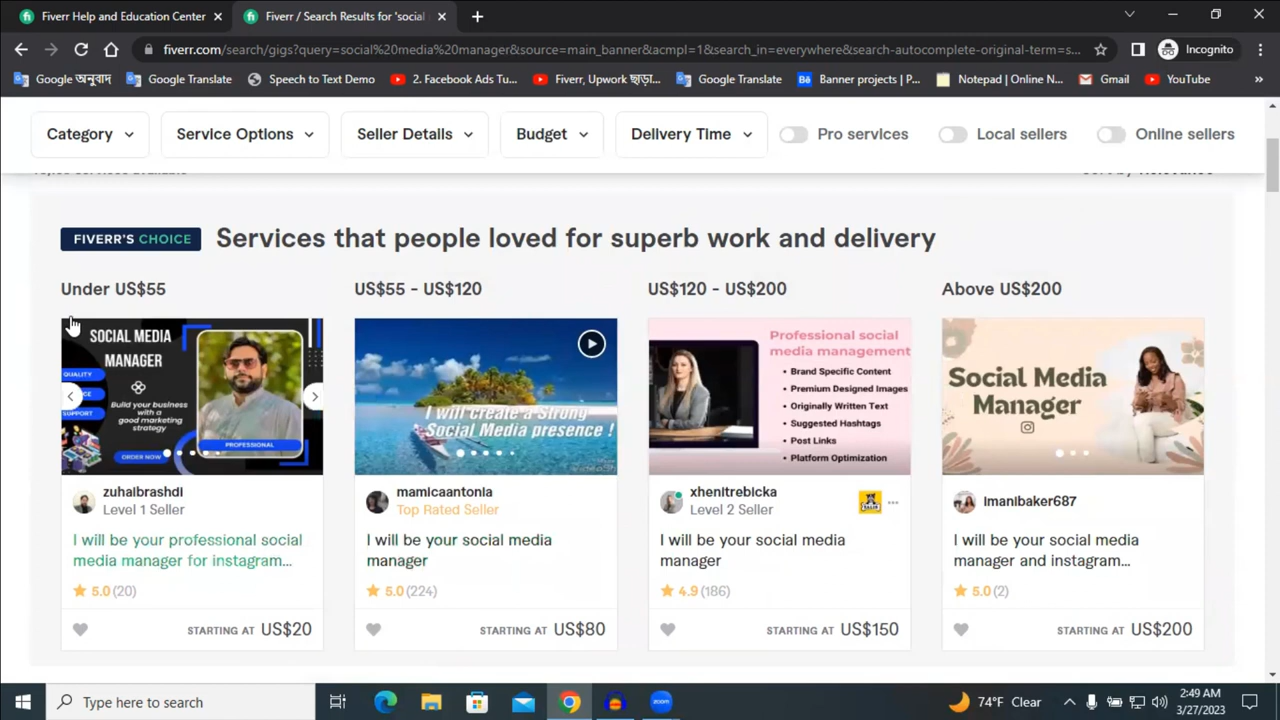 Fiverr Help and Education Center
Fiverr / Search Results for 'social
fiverr.com/search/gigs?query=social%20media%20manager&source=main_banner&acmpl=1&search_in=everywhere&search-autocomplete-original-term=s...
Incognito
Google অনুবাদ
Google Translate
Speech to Text Demo
2. Facebook Ads Tu...
Fiverr, Upwork ছাড়া...
Google Translate
Banner projects | P...
Notepad | Online N...
Gmail
YouTube
»
Category
Service Options
Seller Details
Budget
Delivery Time
Pro services
Local sellers
Online sellers
FIVERR'S CHOICE
Services that people loved for superb work and delivery
Under US$55
US$55 - US$120
US$120 - US$200
Above US$200
SOCIAL MEDIA
MANAGER
QUALITY
SUPPORT
Build your business
with a
good marketing
strategy
ORDER NOW
PROFESSIONAL
I will create a Strong
Social Media presence !
Professional social
media management
• Brand Specific Content
• Premium Designed Images
• Originally Written Text
• Suggested Hashtags
• Post Links
• Platform Optimization
Social Media
Manager
zuhaibrashdi
Level 1 Seller
mamicaantonia
Top Rated Seller
xhenitrebicka
Level 2 Seller
imanibaker687
I will be your professional social
media manager for instagram...
I will be your social media
manager
I will be your social media
manager
I will be your social media
manager and instagram...
5.0 (20)
5.0 (224)
4.9 (186)
5.0 (2)
STARTING AT US$20
STARTING AT US$80
STARTING AT US$150
STARTING AT US$200
Type here to search
zoom
74°F Clear
2:49 AM
3/27/2023